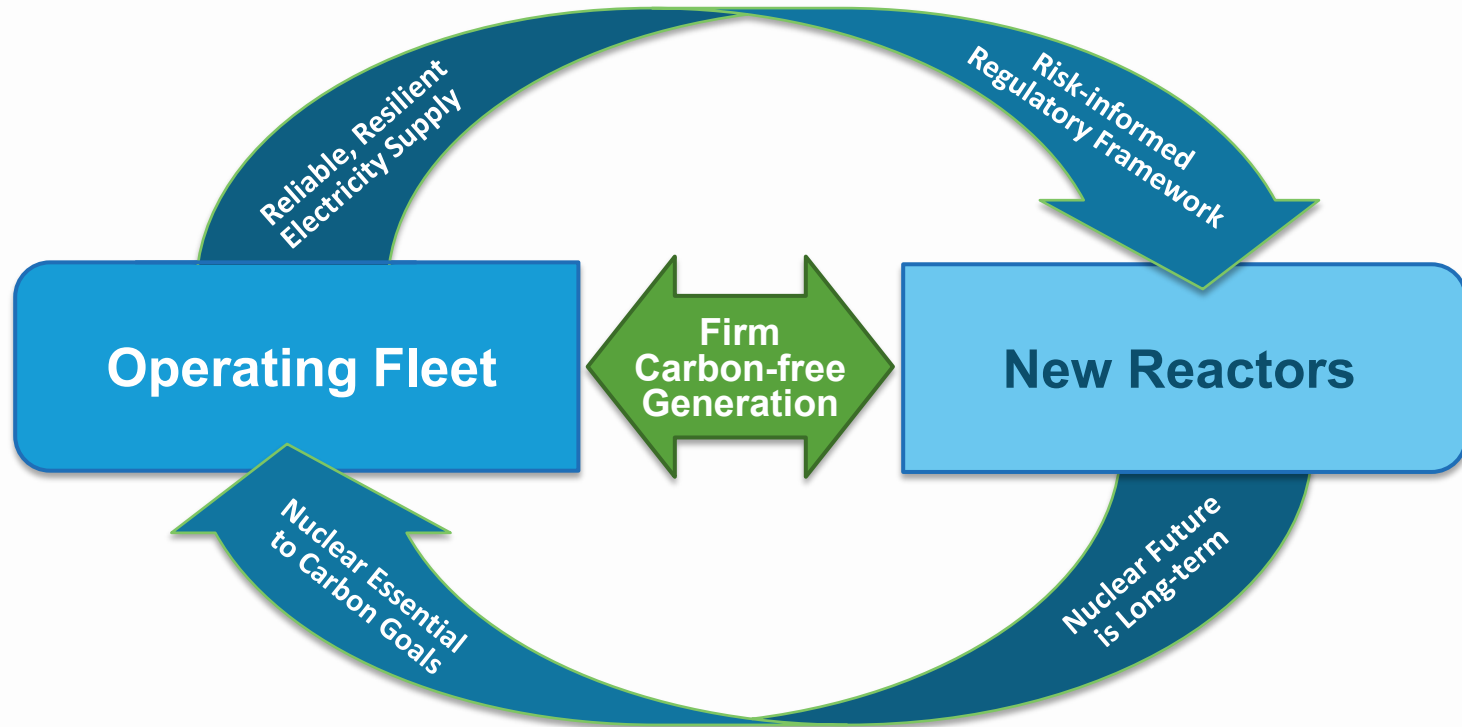 Reliable, Resilient
Electricity Supply
Risk-informed
Regulatory Framework
Operating Fleet
Firm
Carbon-free
Generation
New Reactors
Nuclear Essential
to Carbon Goals
Nuclear Future
is Long-term